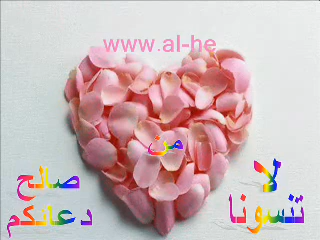 www.al-he
لا
تنسونا
من
صالح
دعائكم